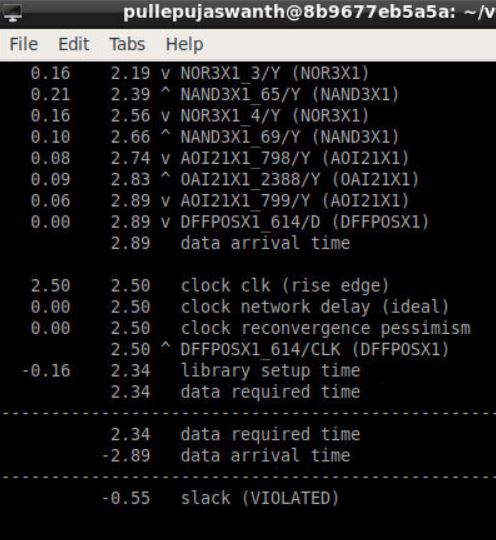 pullepujaswanth@8b9677eb5a5a: ~/v
File Edit Tabs Help
0.16 2.19 v NOR3X1_3/Y (NOR3X1)
0.21 2.39 ^ NAND3X1_65/Y (NAND3X1)
0.16 2.56 v NOR3X1_4/Y (NOR3X1)
0.10 2.66 ^ NAND3X1_69/Y (NAND3X1)
0.08 2.74 v AOI21X1_798/Y (AOI21X1)
0.09 2.83 ^ OAI21X1_2388/Y (OAI21X1)
0.06 2.89 v AOI21X1_799/Y (AOI21X1)
0.00 2.89 v DFFPOSX1_614/D (DFFPOSX1)
2.89 data arrival time
2.50 2.50 clock clk (rise edge)
0.00 2.50 clock network delay (ideal)
0.00 2.50 clock reconvergence pessimism
2.50 ^ DFFPOSX1_614/CLK (DFFPOSX1)
-0.16 2.34 library setup time
2.34 data required time
---------------------------------------------------------
2.34 data required time
-2.89 data arrival time
---------------------------------------------------------
-0.55 slack (VIOLATED)